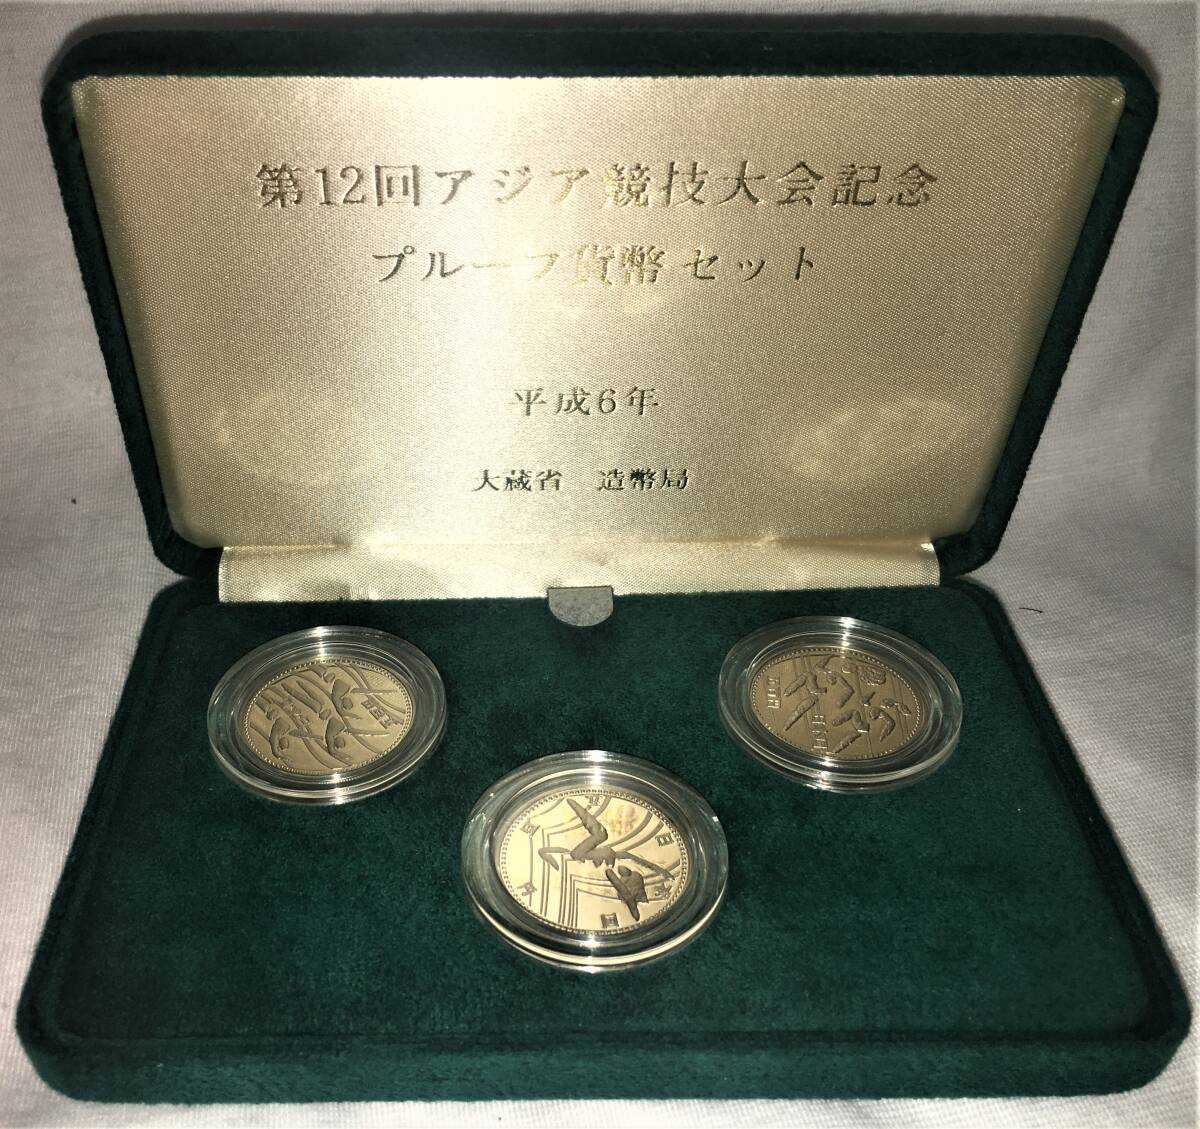 第12回アジア競技大会記念
プルーフ貨幣セット
平成6年
大蔵省　造幣局